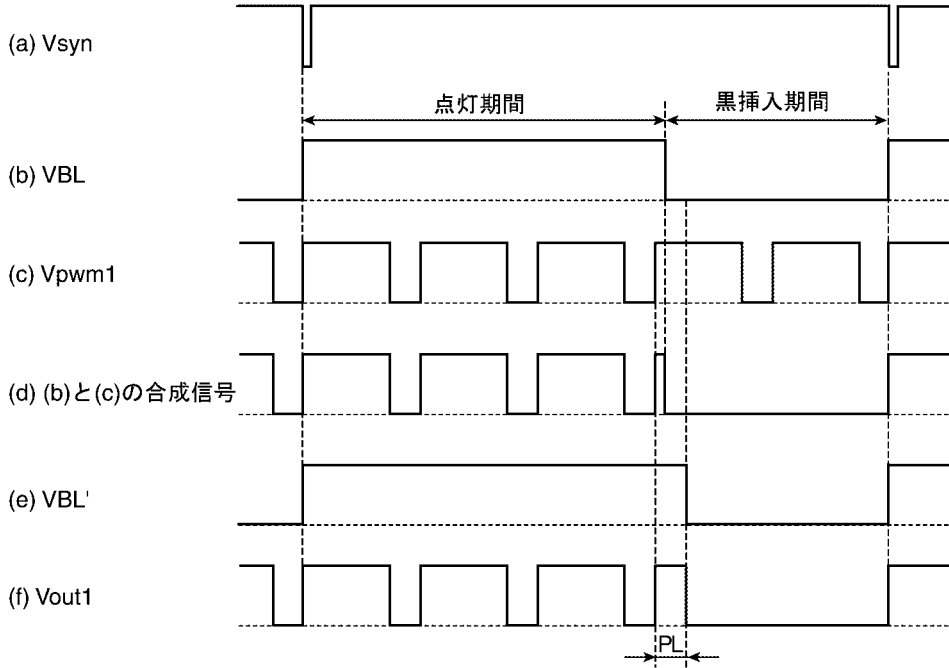 (a) Vsyn
点灯期間
黒挿入期間
(b) VBL
(c) Vpwm1
(d) (b)と(c)の合成信号
(e) VBL'
(f) Vout1
PL